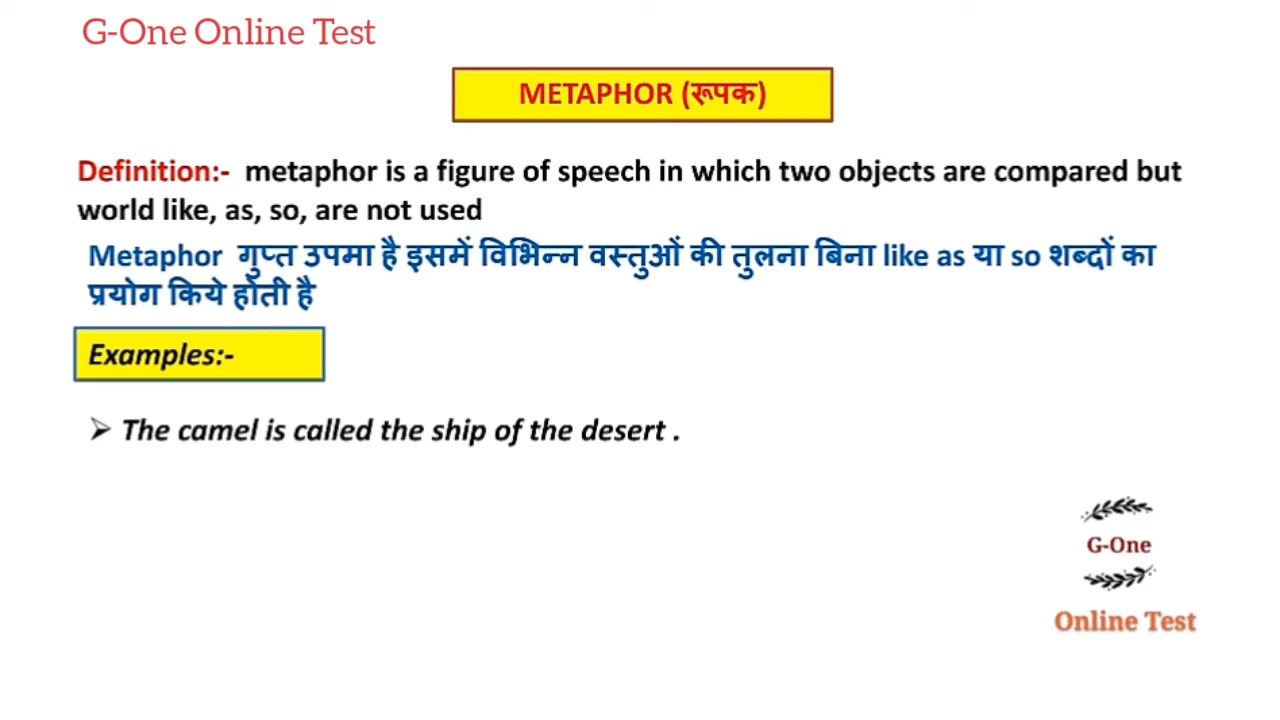 G-One Online Test
METAPHOR (रूपक)
Definition:- metaphor is a figure of speech in which two objects are compared but
world like, as, so, are not used
Metaphor गुप्त उपमा है इसमें विभिन्न वस्तुओं की तुलना बिना like as या so शब्दों का
प्रयोग किये होती है
Examples:-
➢ The camel is called the ship of the desert .
G-One
Online Test